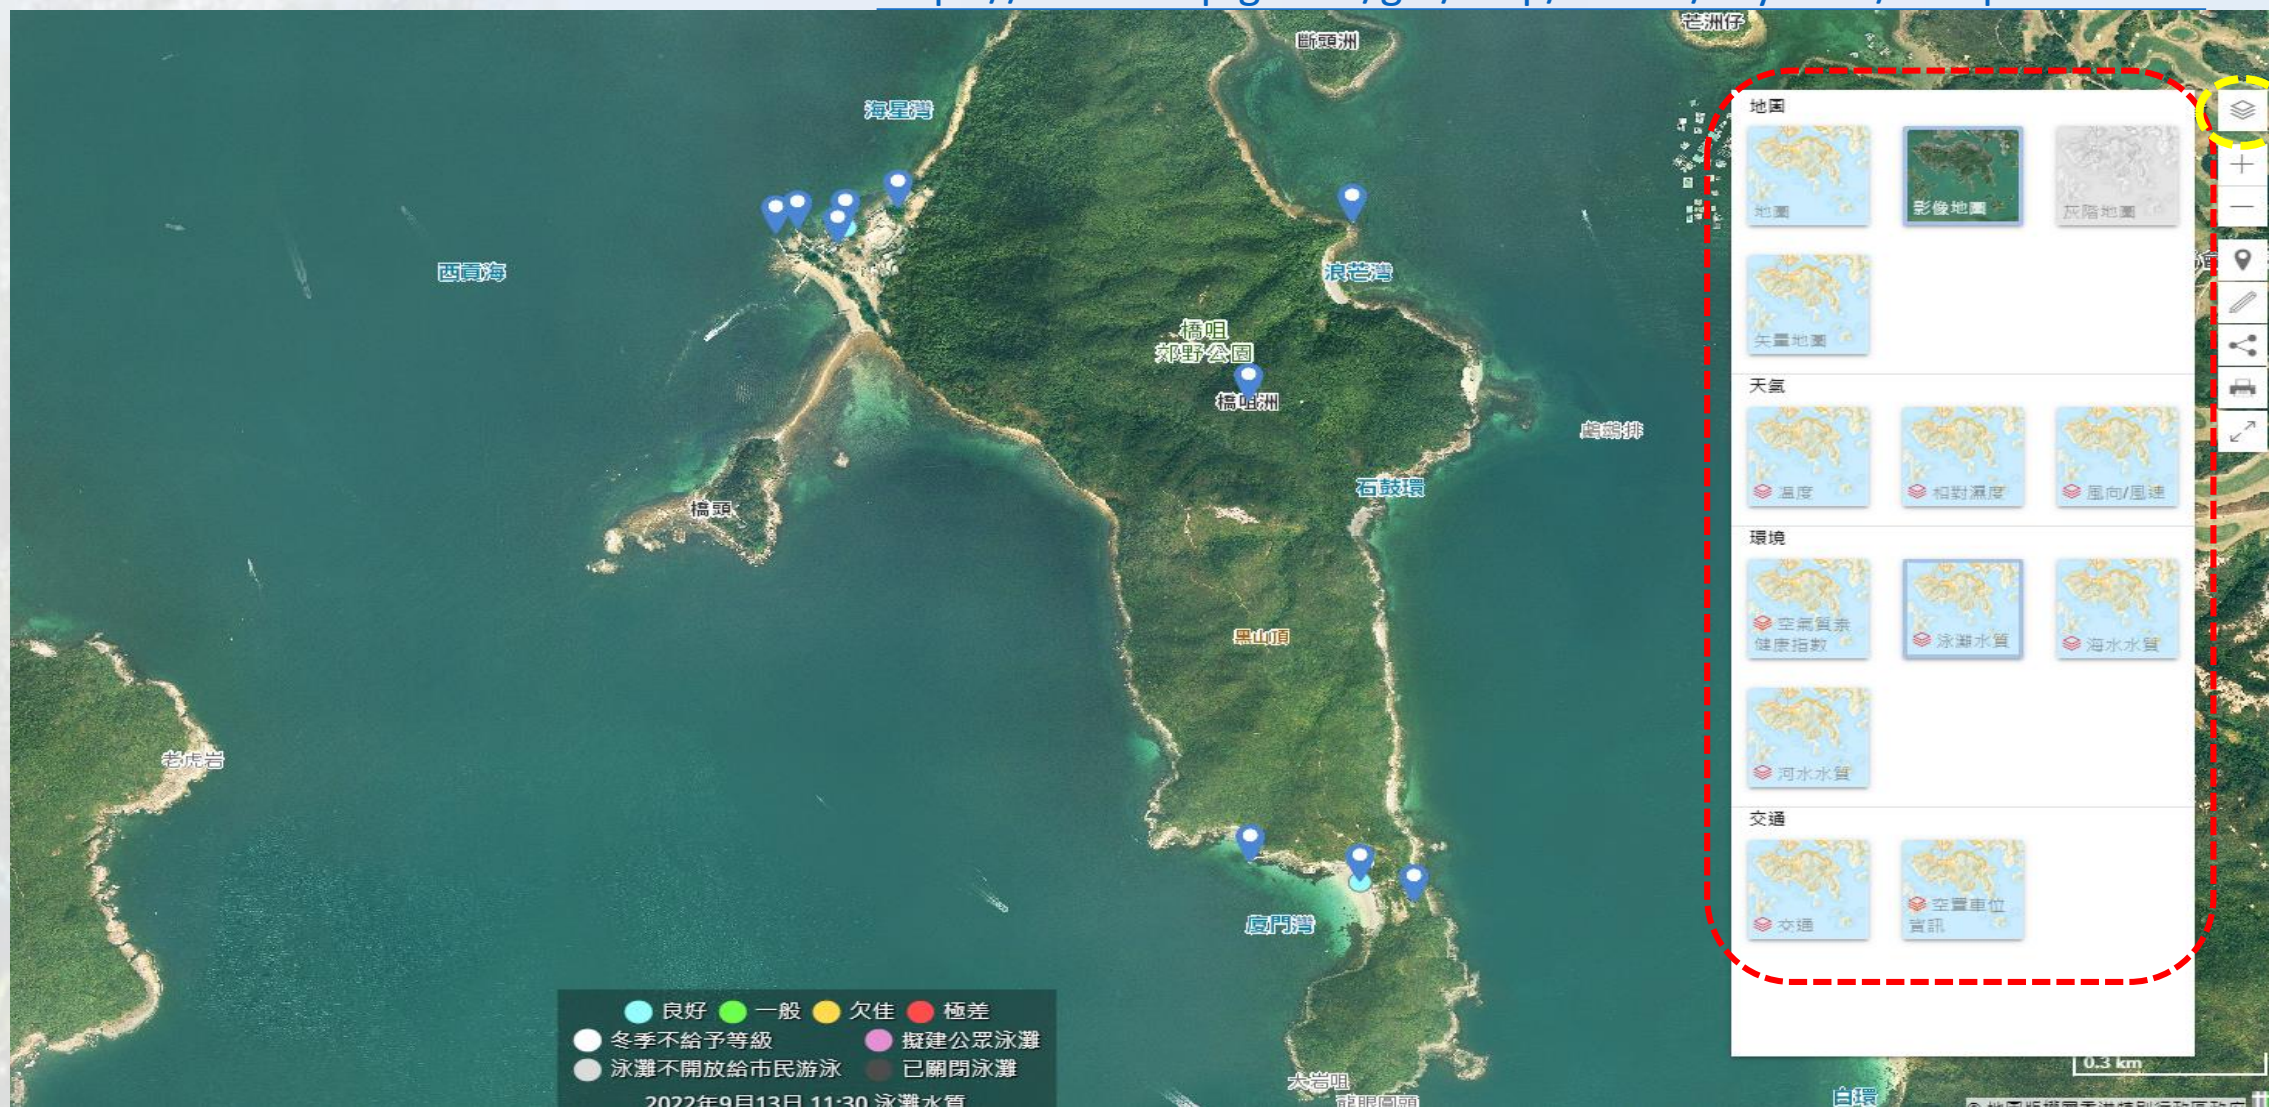 芒洲仔
斷頭洲
海星灣
西貢海
浪茄灣
橋咀
郊野公園
橋咀洲
石鼓環
橋頭
黑山頂
老虎岩
廈門灣
大岩咀
白環
地圖
地圖
影像地圖
灰階地圖
矢量地圖
天氣
溫度
相對濕度
風向/風速
環境
空氣質素
健康指數
泳灘水質
海水水質
河水水質
交通
交通
空置車位
資訊
0.3 km
良好 一般 欠佳 極差
冬季不給予等級 擬建公眾泳灘
泳灘不開放給市民游泳 已關閉泳灘
2022年9月13日 11:30 泳灘水質